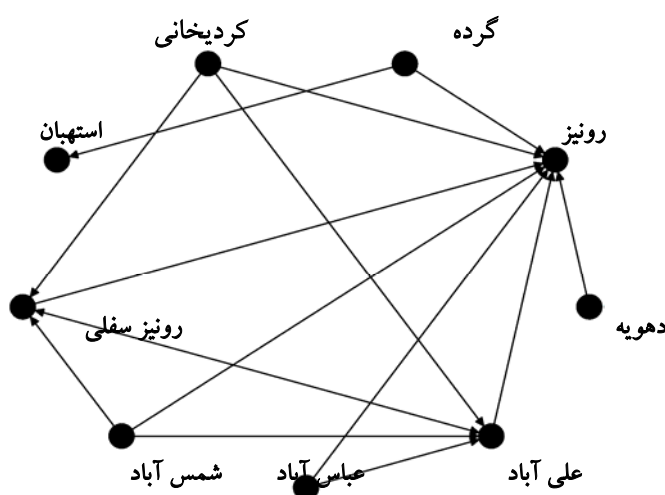 گرده
کردیخانی
رونیز
استهبان
دهویه
رونیز سفلی
علی آباد
عباس آباد
شمس آباد